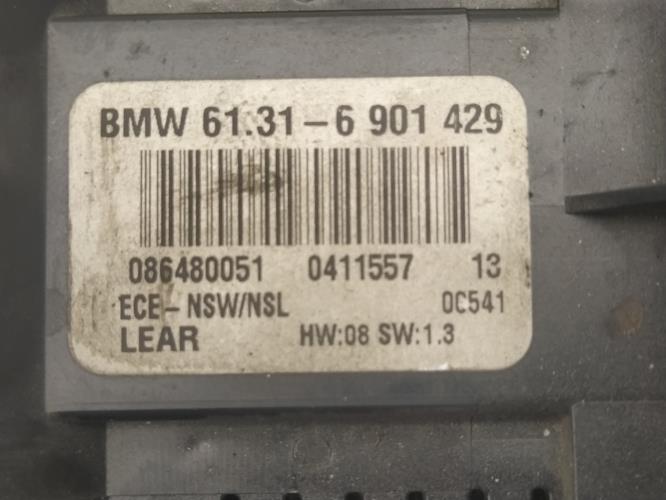 BMW 61.31-6 901 429
086480051 0411557 13
ECE-NSW/NSL 0C541
LEAR HW:08 SW:1.3